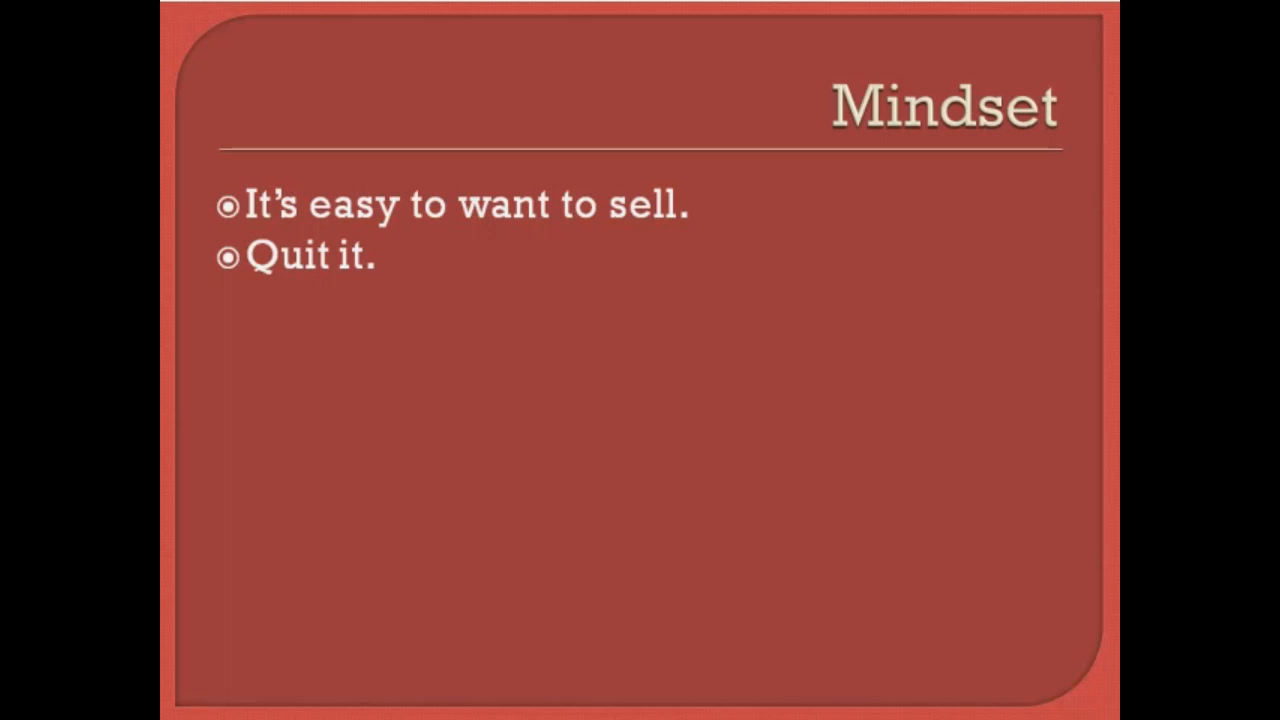 Mindset
It’s easy to want to sell.
Quit it.